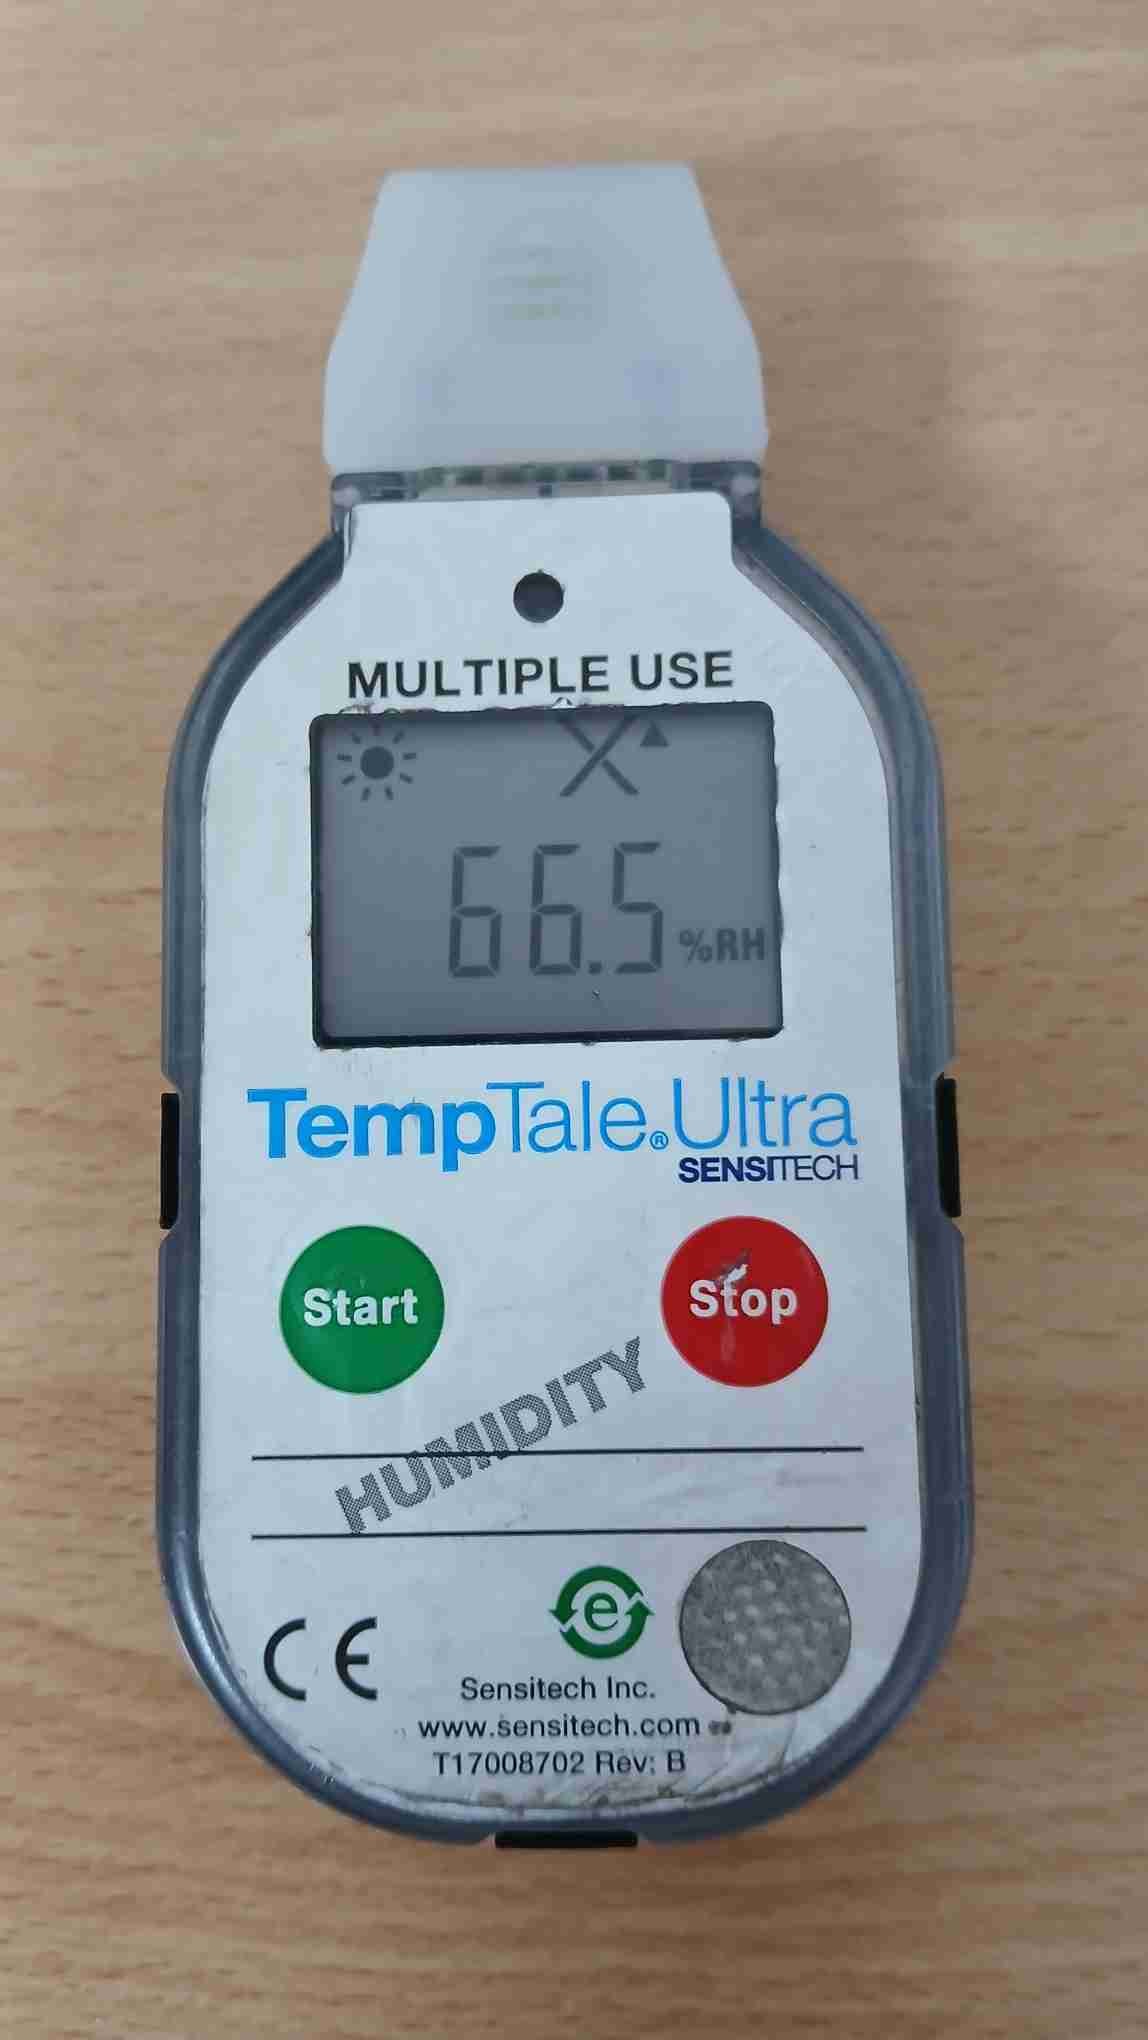 MULTIPLE USE
66.5 %RH
TempTale® Ultra
SENSITECH
Start
Stop
HUMIDITY
CE
e
Sensitech Inc.
www.sensitech.com
T17008702 Rev: B